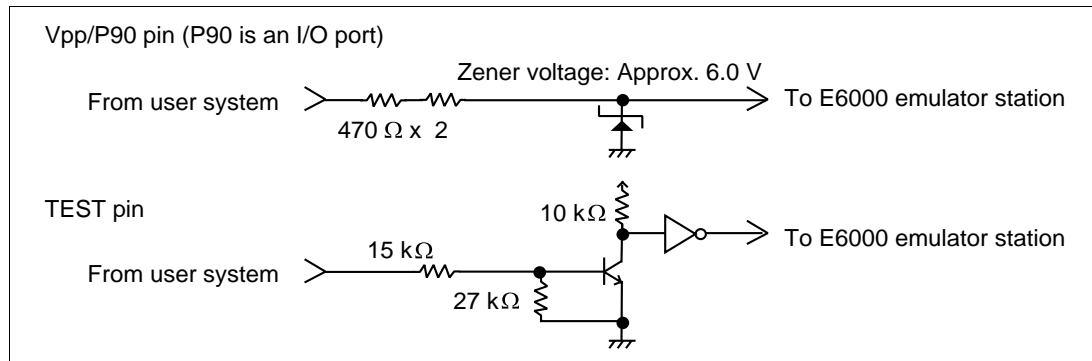 Vpp/P90 pin (P90 is an I/O port)
Zener voltage: Approx. 6.0 V
From user system
To E6000 emulator station
470 Ω x 2
TEST pin
10 kΩ
To E6000 emulator station
15 kΩ
From user system
27 kΩ